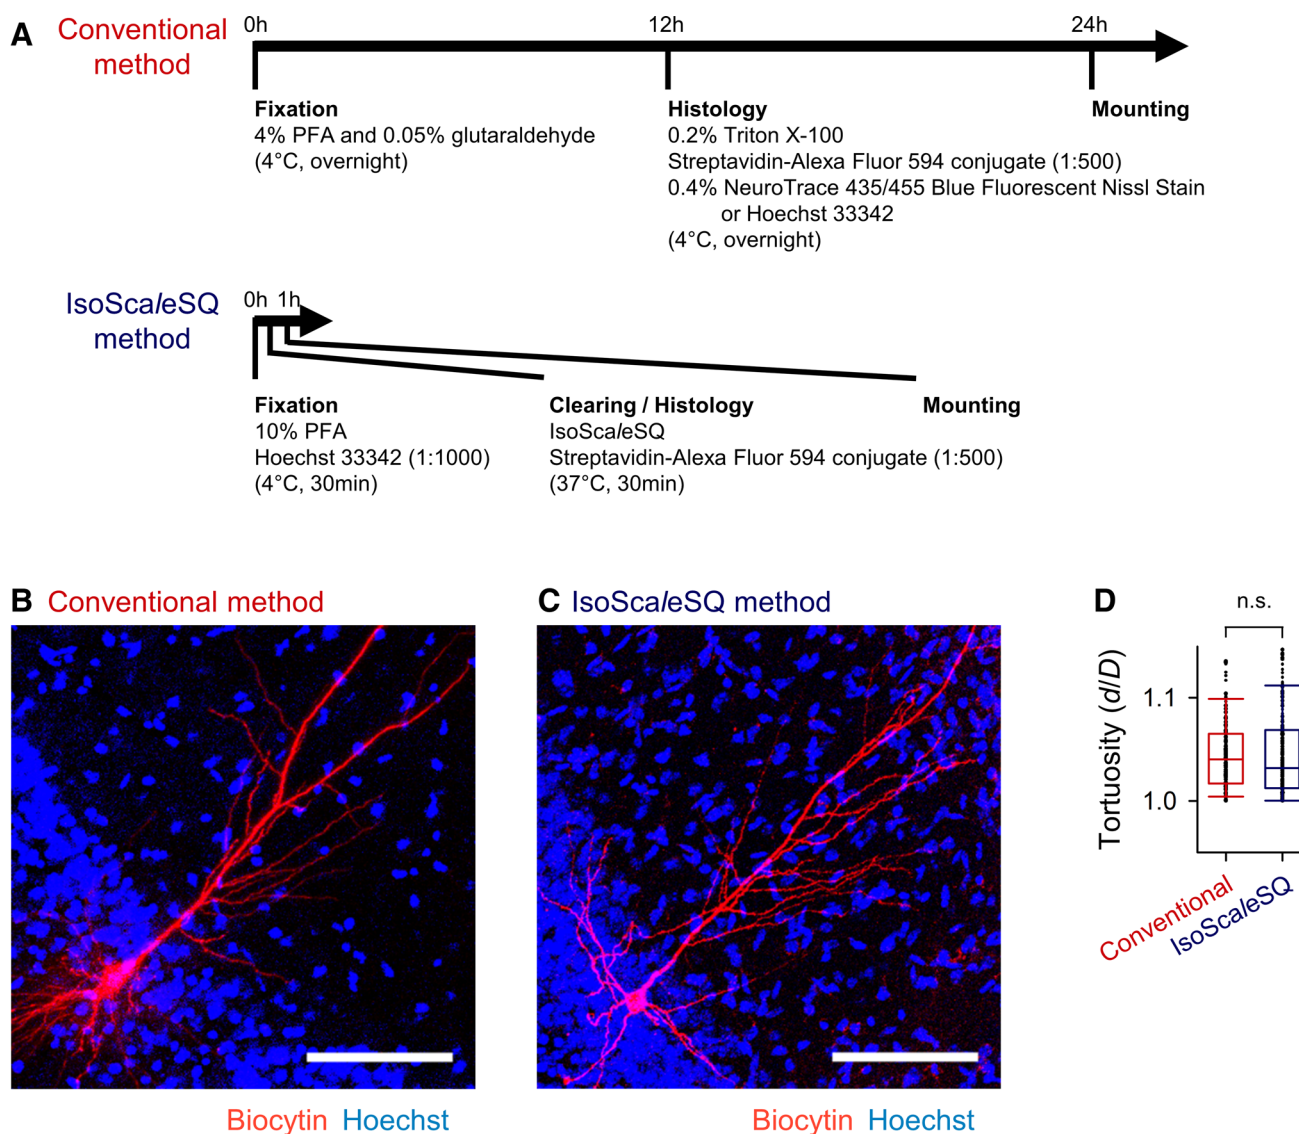 A
Conventional
method
0h
12h
24h
Fixation
4% PFA and 0.05% glutaraldehyde
(4°C, overnight)
Histology
0.2% Triton X-100
Streptavidin-Alexa Fluor 594 conjugate (1:500)
0.4% NeuroTrace 435/455 Blue Fluorescent Nissl Stain
or Hoechst 33342
(4°C, overnight)
Mounting
IsoScaleSQ
method
0h 1h
Fixation
10% PFA
Hoechst 33342 (1:1000)
(4°C, 30min)
Clearing / Histology
IsoScaleSQ
Streptavidin-Alexa Fluor 594 conjugate (1:500)
(37°C, 30min)
Mounting
B Conventional method
Biocytin Hoechst
C IsoScaleSQ method
Biocytin Hoechst
D
n.s.
Tortuosity (d/D)
1.1
1.0
Conventional
IsoScaleSQ